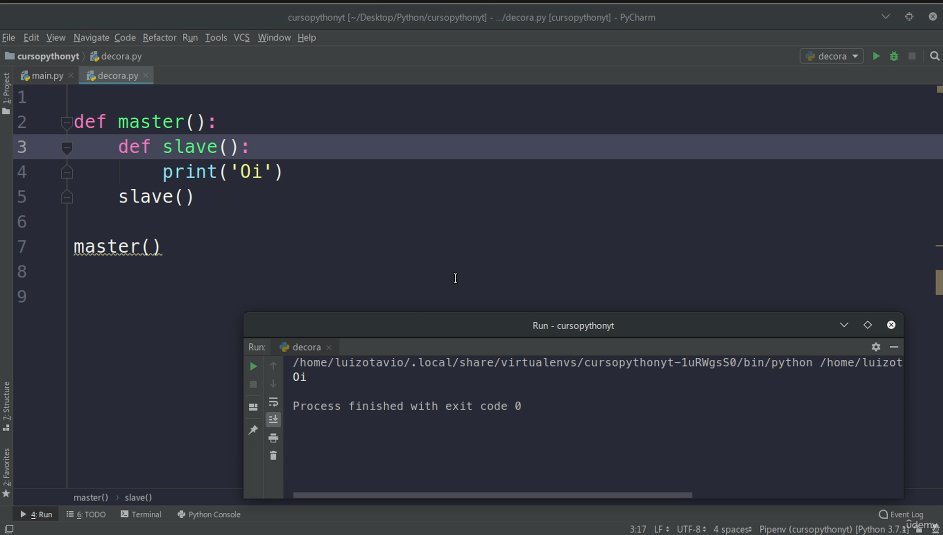 cursopythonyt [~/Desktop/Python/cursopythonyt] - .../decora.py [cursopythonyt] - PyCharm
File Edit View Navigate Code Refactor Run Tools VCS Window Help
cursopythonyt decora.py decora
main.py decora.py
1: Project
1
2 def master():
3 def slave():
4 print('Oi')
5 slave()
6
7 master()
8
9
Run - cursopythonyt
Run: decora
/home/luizotavio/.local/share/virtualenvs/cursopythonyt-1uRWgsS0/bin/python /home/luizot
Oi
Process finished with exit code 0
7: Structure
2: Favorites
master() slave()
4: Run 6: TODO Terminal Python Console Event Log
3:17 LF UTF-8 4 spaces Pipenv (cursopythonyt) [Python 3.7.1]
ûdemy